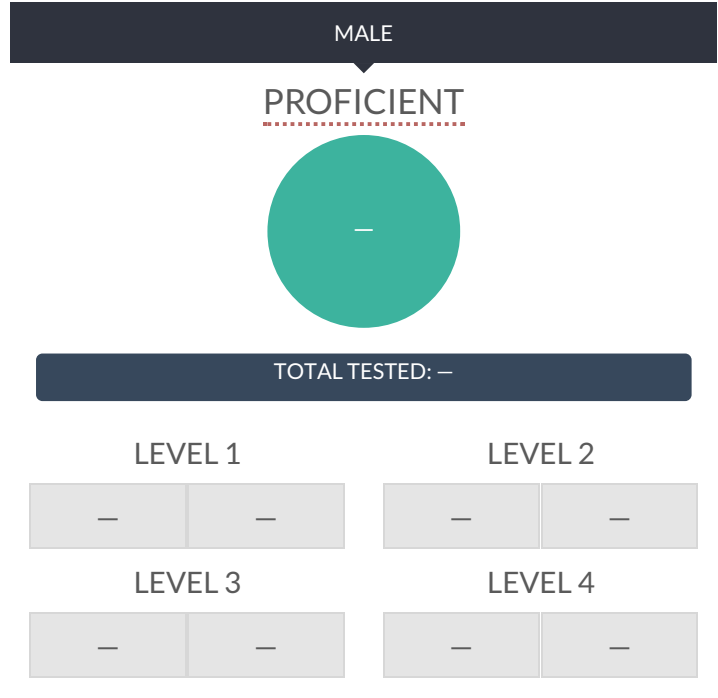 MALE
PROFICIENT
—
TOTAL TESTED: —
LEVEL 1 LEVEL 2
— — — —
LEVEL 3 LEVEL 4
— — — —